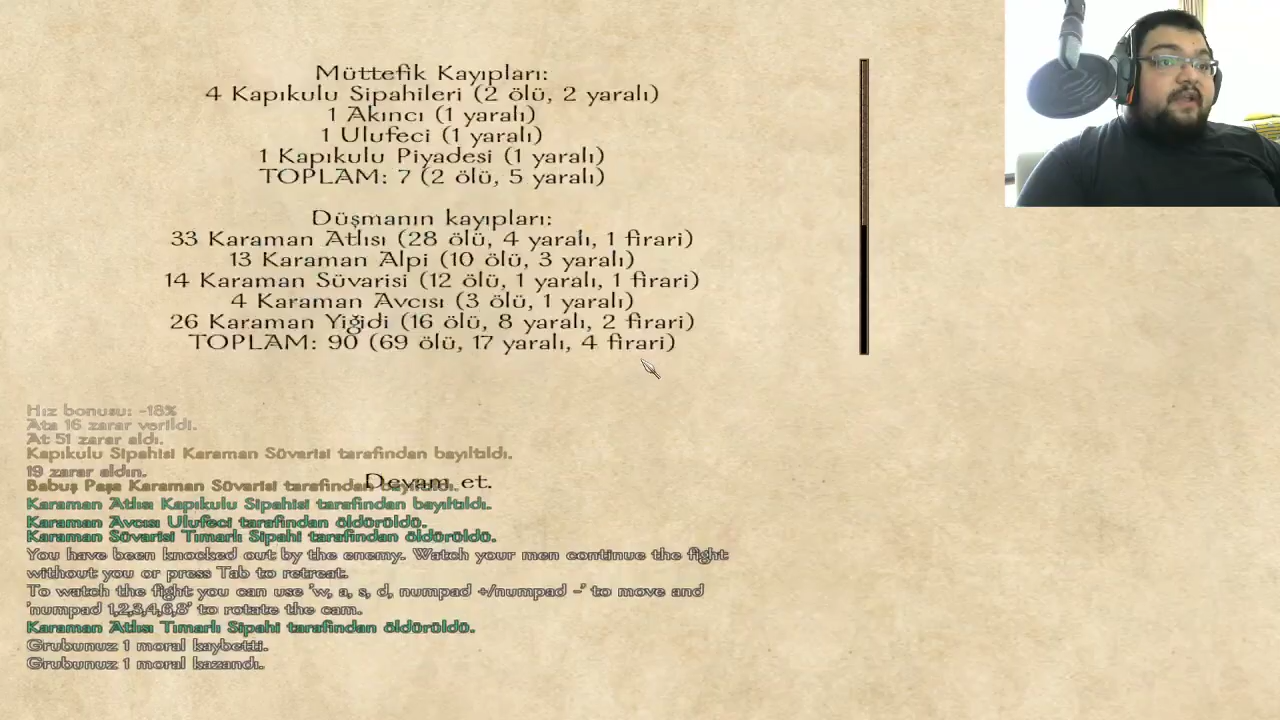 Müttefik Kayıpları:
4 Kapıkulu Sipahileri (2 ölü, 2 yaralı)
1 Akıncı (1 yaralı)
1 Ulufeci (1 yaralı)
1 Kapıkulu Piyadesi (1 yaralı)
TOPLAM: 7 (2 ölü, 5 yaralı)
Düşmanın kayıpları:
33 Karaman Atlısı (28 ölü, 4 yaralı, 1 firari)
13 Karaman Alpi (10 ölü, 3 yaralı)
14 Karaman Süvarisi (12 ölü, 1 yaralı, 1 firari)
4 Karaman Avcısı (3 ölü, 1 yaralı)
26 Karaman Yiğidi (16 ölü, 8 yaralı, 2 firari)
TOPLAM: 90 (69 ölü, 17 yaralı, 4 firari)
Hız bonusu: -18%
Ata 16 zarar verildi.
At 51 zarar aldı.
Kapıkulu Sipahisi Karaman Süvarisi tarafından bayıltıldı.
19 zarar aldın.
Devam et.
Babuş Paşa Karaman Süvarisi tarafından bayıltıldı.
Karaman Atlısı Kapıkulu Sipahisi tarafından bayıltıldı.
Karaman Avcısı Ulufeci tarafından öldürüldü.
Karaman Süvarisi Tımarlı Sipahi tarafından öldürüldü.
You have been knocked out by the enemy. Watch your men continue the fight
without you or press Tab to retreat.
To watch the fight you can use 'w, a, s, d, numpad +/numpad -' to move and
'numpad 1,2,3,4,6,8' to rotate the cam.
Karaman Atlısı Tımarlı Sipahi tarafından öldürüldü.
Grubunuz 1 moral kaybetti.
Grubunuz 1 moral kazandı.